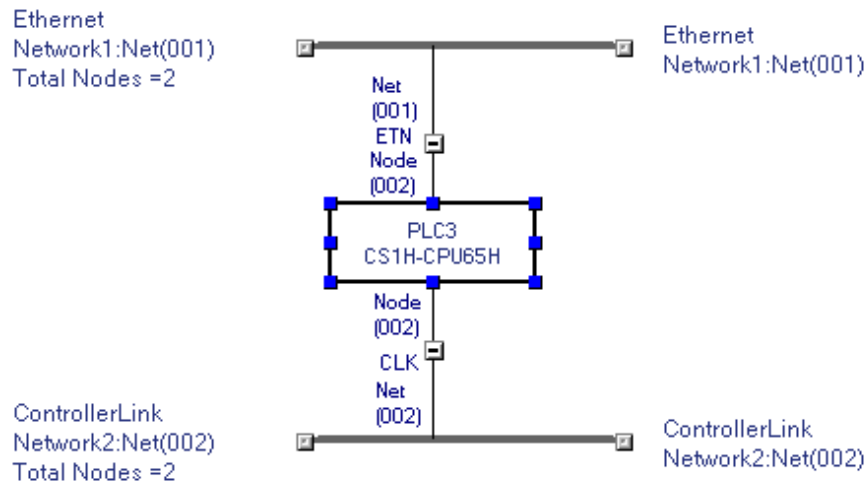 Ethernet
Network1:Net(001)
Total Nodes =2
Ethernet
Network1:Net(001)
Net
(001)
ETN
Node
(002)
PLC3
CS1H-CPU65H
Node
(002)
CLK
Net
(002)
ControllerLink
Network2:Net(002)
Total Nodes =2
ControllerLink
Network2:Net(002)